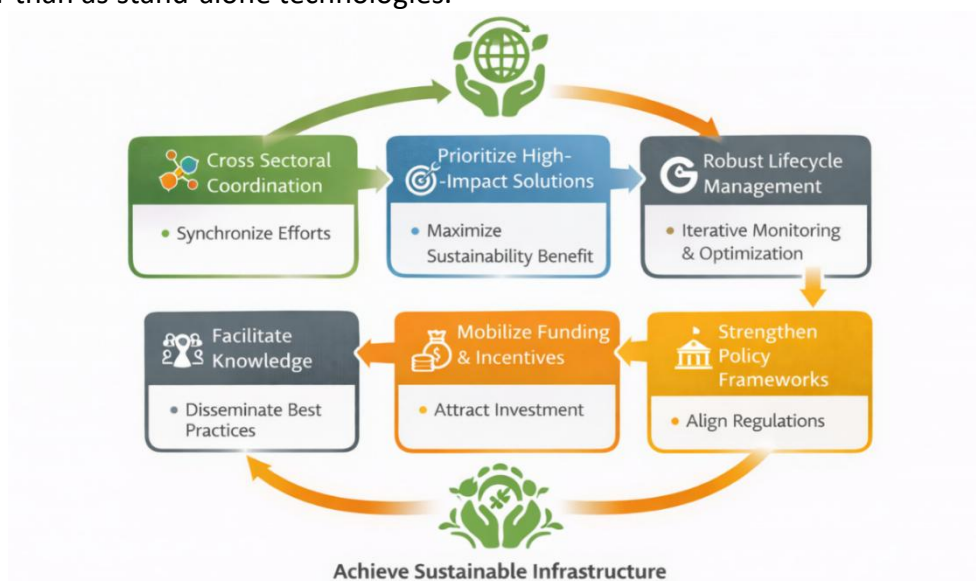 than as stand-alone technologies.
Cross Sectoral
Coordination
• Synchronize Efforts
Prioritize High-
-Impact Solutions
• Maximize
Sustainability Benefit
Robust Lifecycle
Management
• Iterative Monitoring
& Optimization
Facilitate
Knowledge
• Disseminate Best
Practices
Mobilize Funding
& Incentives
• Attract Investment
Strengthen
Policy
Frameworks
• Align Regulations
Achieve Sustainable Infrastructure